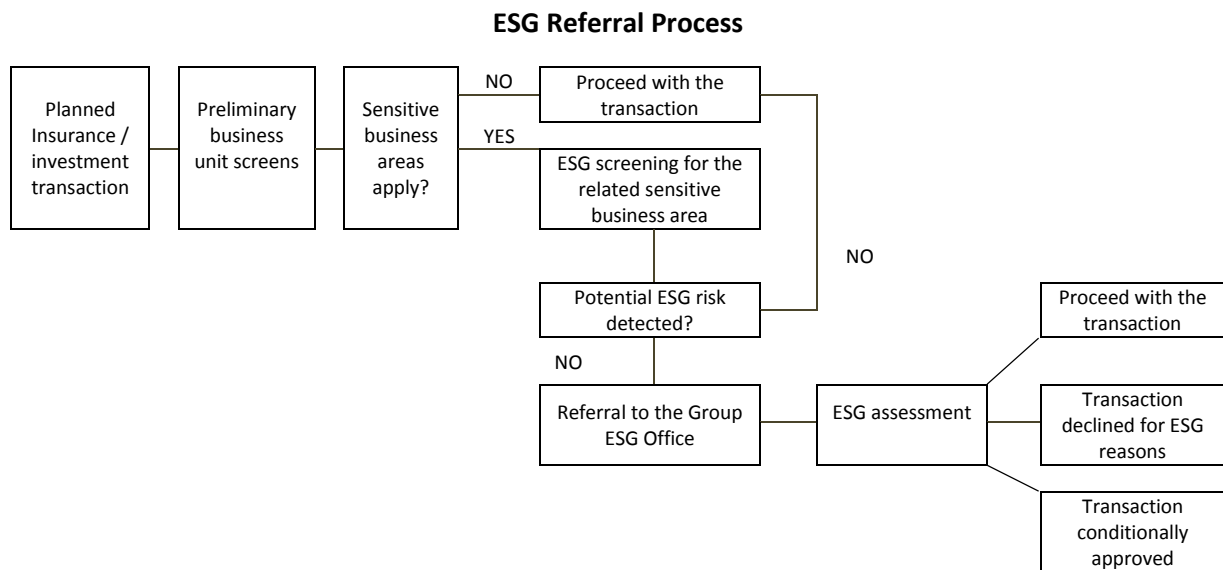 ESG Referral Process
Planned
Insurance /
investment
transaction
Preliminary
business
unit screens
Sensitive
business
areas
apply?
NO
Proceed with the
transaction
YES
ESG screening for the
related sensitive
business area
NO
Potential ESG risk
detected?
NO
Referral to the Group
ESG Office
ESG assessment
Proceed with the
transaction
Transaction
declined for ESG
reasons
Transaction
conditionally
approved